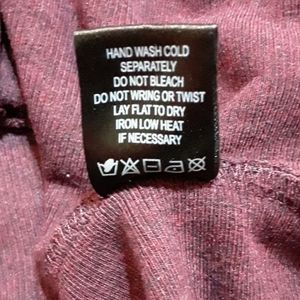 HAND WASH COLD
SEPARATELY
DO NOT BLEACH
DO NOT WRING OR TWIST
LAY FLAT TO DRY
IRON LOW HEAT
IF NECESSARY